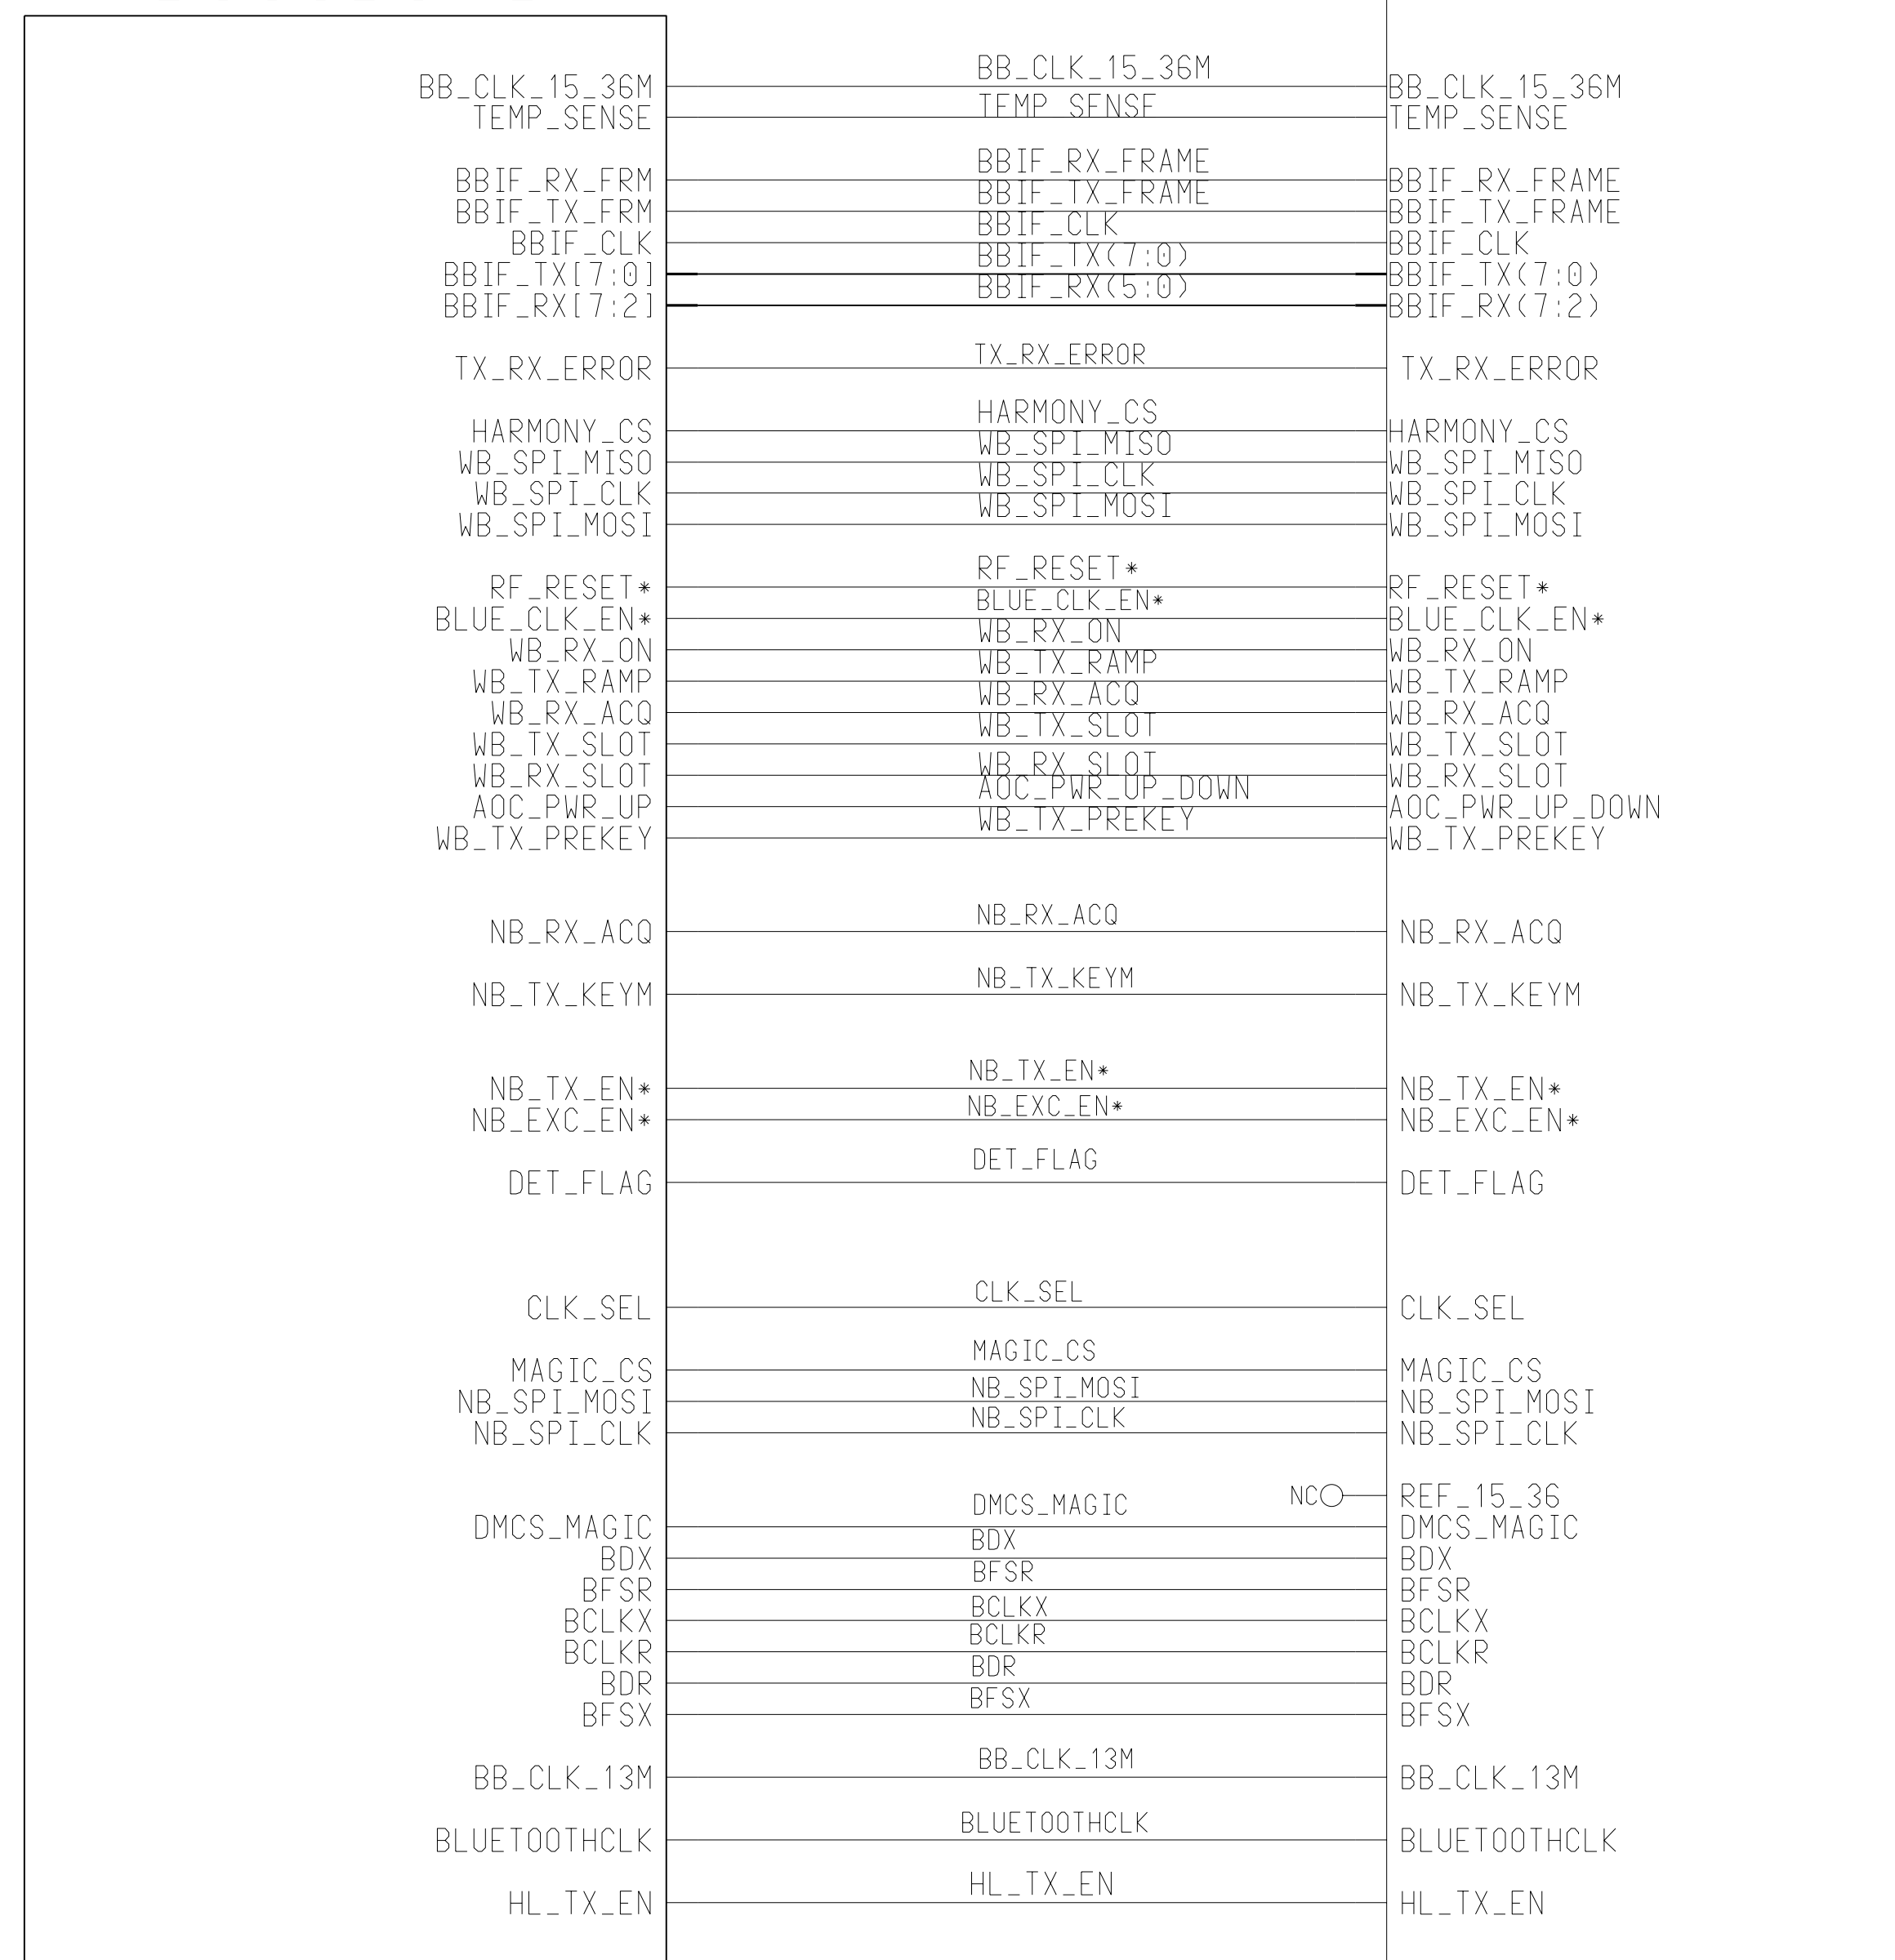 BB_CLK_15_36M BB_CLK_15_36M BB_CLK_15_36M
TEMP_SENSE TEMP_SENSE TEMP_SENSE
BBIF_RX_FRM BBIF_RX_FRAME BBIF_RX_FRAME
BBIF_TX_FRM BBIF_TX_FRAME BBIF_TX_FRAME
BBIF_CLK BBIF_CLK BBIF_CLK
BBIF_TX[7:0] BBIF_TX(7:0) BBIF_TX(7:0)
BBIF_RX[7:2] BBIF_RX(5:0) BBIF_RX(7:2)
TX_RX_ERROR TX_RX_ERROR TX_RX_ERROR
HARMONY_CS HARMONY_CS HARMONY_CS
WB_SPI_MISO WB_SPI_MISO WB_SPI_MISO
WB_SPI_CLK WB_SPI_CLK WB_SPI_CLK
WB_SPI_MOSI WB_SPI_MOSI WB_SPI_MOSI
RF_RESET* RF_RESET* RF_RESET*
BLUE_CLK_EN* BLUE_CLK_EN* BLUE_CLK_EN*
WB_RX_ON WB_RX_ON WB_RX_ON
WB_TX_RAMP WB_TX_RAMP WB_TX_RAMP
WB_RX_ACQ WB_RX_ACQ WB_RX_ACQ
WB_TX_SLOT WB_TX_SLOT WB_TX_SLOT
WB_RX_SLOT WB_RX_SLOT WB_RX_SLOT
AOC_PWR_UP AOC_PWR_UP_DOWN AOC_PWR_UP_DOWN
WB_TX_PREKEY WB_TX_PREKEY WB_TX_PREKEY
NB_RX_ACQ NB_RX_ACQ NB_RX_ACQ
NB_TX_KEYM NB_TX_KEYM NB_TX_KEYM
NB_TX_EN* NB_TX_EN* NB_TX_EN*
NB_EXC_EN* NB_EXC_EN* NB_EXC_EN*
DET_FLAG DET_FLAG DET_FLAG
CLK_SEL CLK_SEL CLK_SEL
MAGIC_CS MAGIC_CS MAGIC_CS
NB_SPI_MOSI NB_SPI_MOSI NB_SPI_MOSI
NB_SPI_CLK NB_SPI_CLK NB_SPI_CLK
NC REF_15_36
DMCS_MAGIC DMCS_MAGIC DMCS_MAGIC
BDX BDX BDX
BFSR BFSR BFSR
BCLKX BCLKX BCLKX
BCLKR BCLKR BCLKR
BDR BDR BDR
BFSX BFSX BFSX
BB_CLK_13M BB_CLK_13M BB_CLK_13M
BLUETOOTHCLK BLUETOOTHCLK BLUETOOTHCLK
HL_TX_EN HL_TX_EN HL_TX_EN